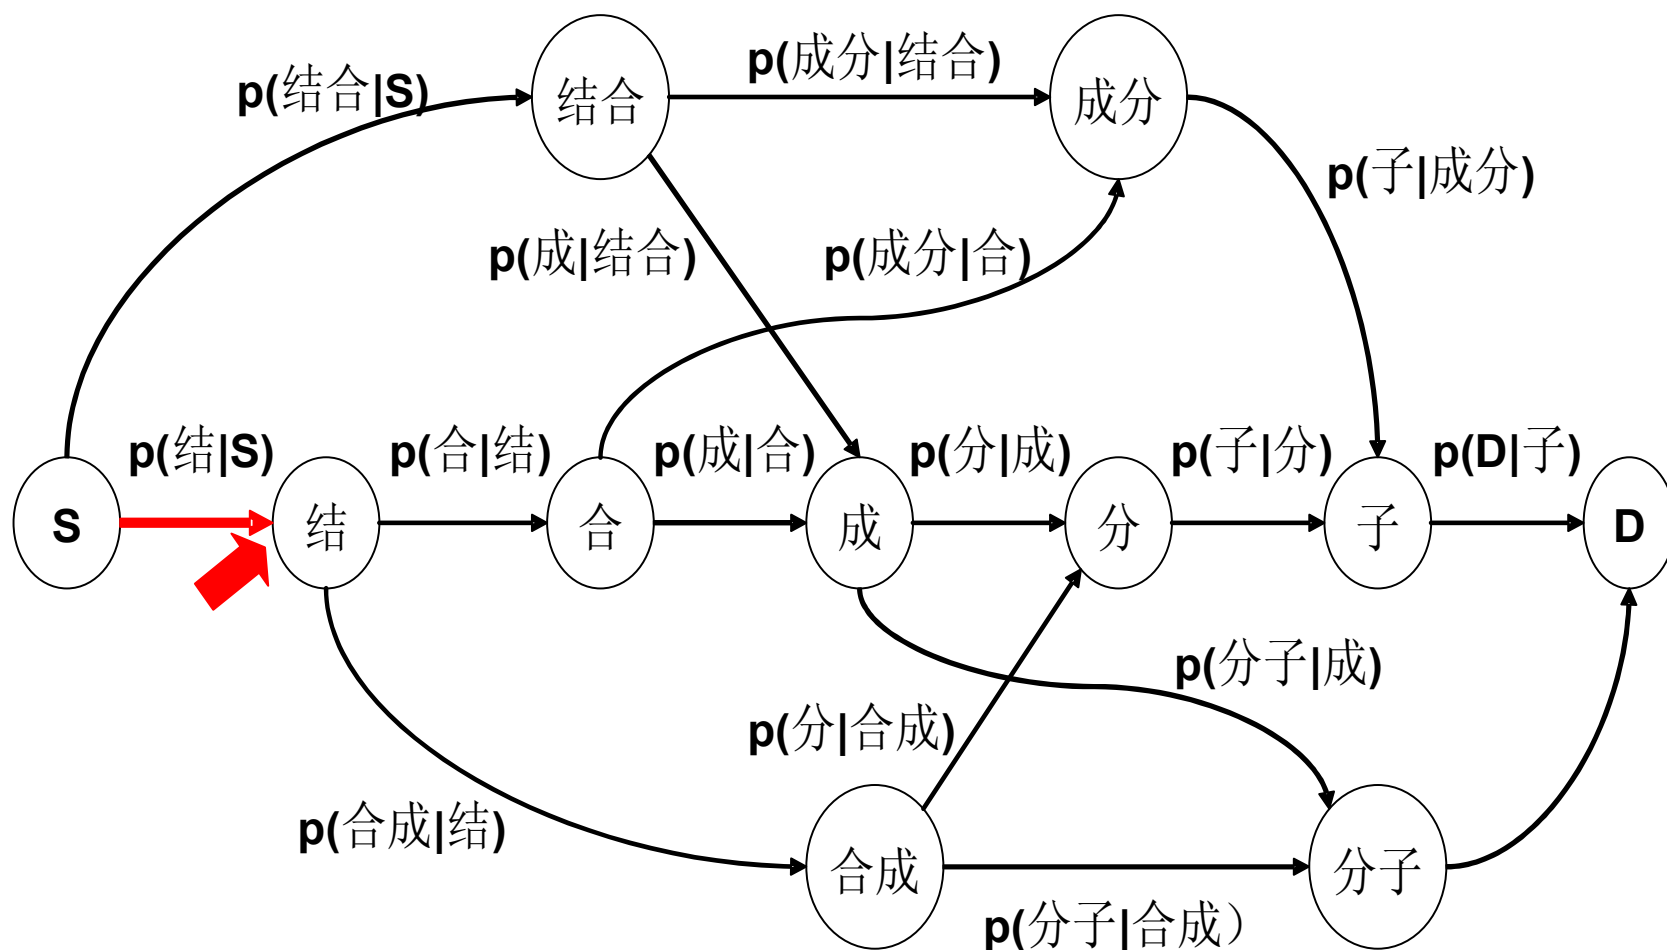 p(成分|结合)
p(结合|S)
结合
成分
p(子|成分)
p(成|结合)
p(成分|合)
p(结|S)
p(合|结)
p(成|合)
p(分|成)
p(子|分)
p(D|子)
S
结
合
成
分
子
D
p(分子|成)
p(分|合成)
p(合成|结)
合成
分子
p(分子|合成）